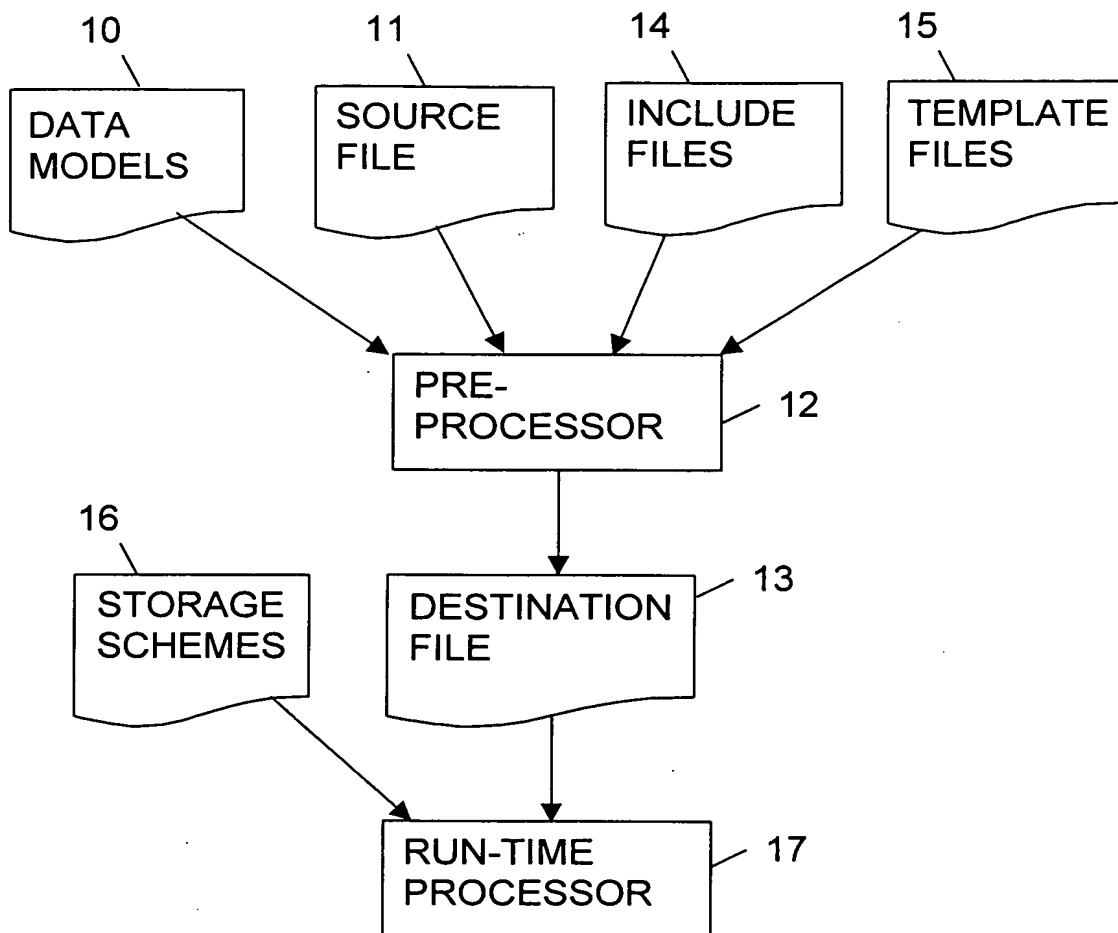 10
11
14
15
DATA
MODELS
SOURCE
FILE
INCLUDE
FILES
TEMPLATE
FILES
PRE-
PROCESSOR
12
16
STORAGE
SCHEMES
13
DESTINATION
FILE
RUN-TIME
PROCESSOR
17